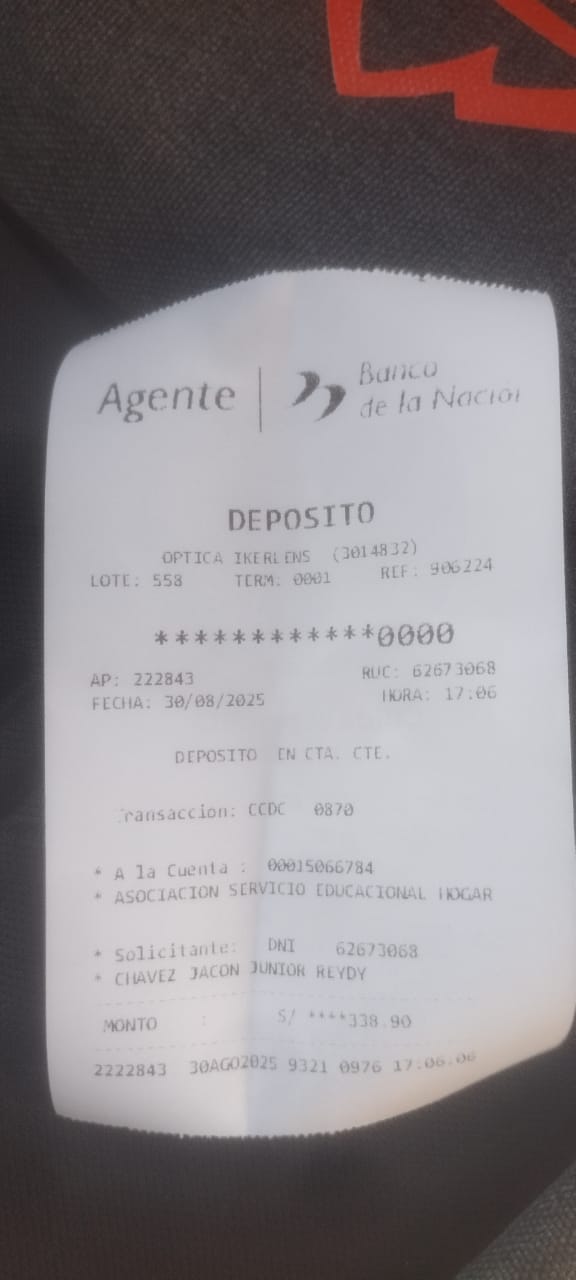 Agente
Banco
de la Nación
DEPOSITO
OPTICA IKERLENS (3014832)
LOTE: 558 TERM: 0001 REF: 906224
************0000
AP: 222843 RUC: 62673068
FECHA: 30/08/2025 HORA: 17:06
DEPOSITO EN CTA. CTE.
Transaccion: CCDC 0870
* A la Cuenta : 00015066784
* ASOCIACION SERVICIO EDUCACIONAL HOGAR
* Solicitante: DNI 62673068
* CHAVEZ JACON JUNIOR REYDY
MONTO : S/ ****338.90
2222843 30AGO2025 9321 0976 17:06:06